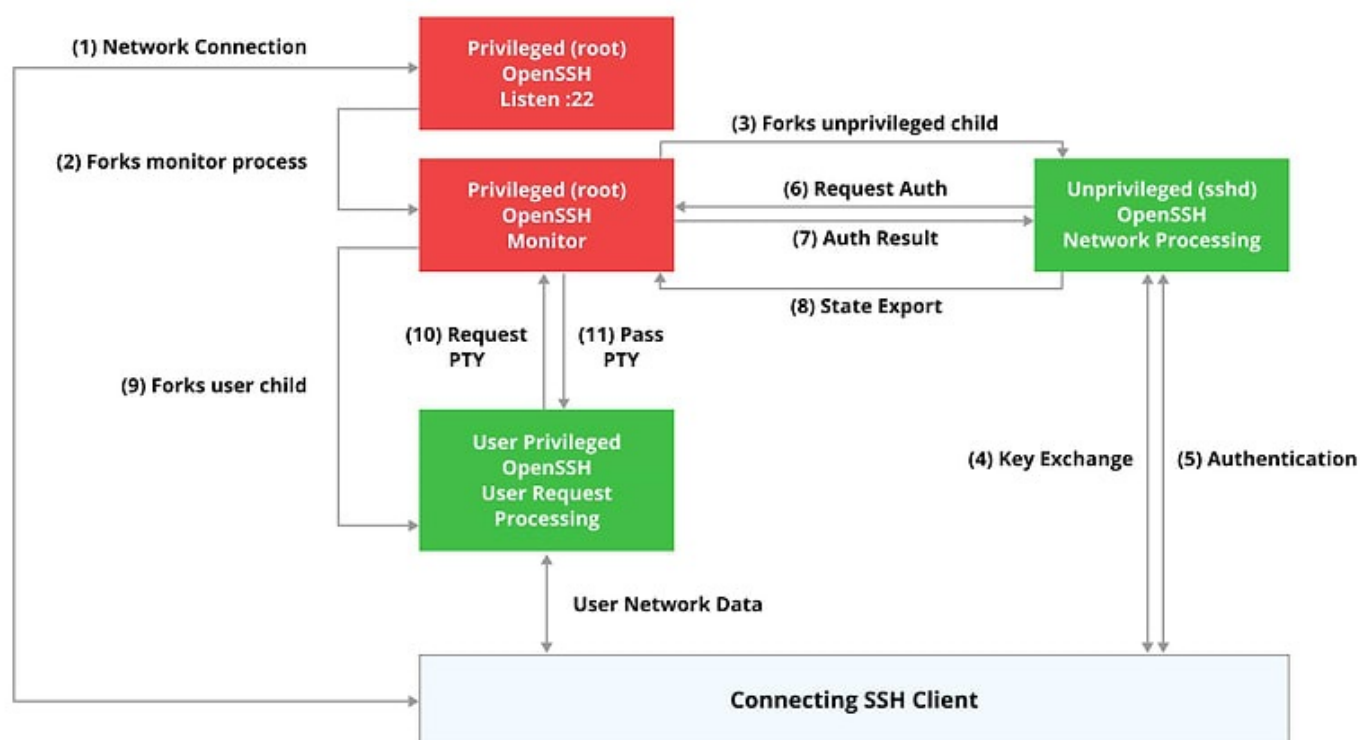 (1) Network Connection
Privileged (root)
OpenSSH
Listen :22
(2) Forks monitor process
(3) Forks unprivileged child
Privileged (root)
OpenSSH
Monitor
(6) Request Auth
(7) Auth Result
Unprivileged (sshd)
OpenSSH
Network Processing
(8) State Export
(10) Request
PTY
(11) Pass
PTY
(9) Forks user child
User Privileged
OpenSSH
User Request
Processing
(4) Key Exchange
(5) Authentication
User Network Data
Connecting SSH Client